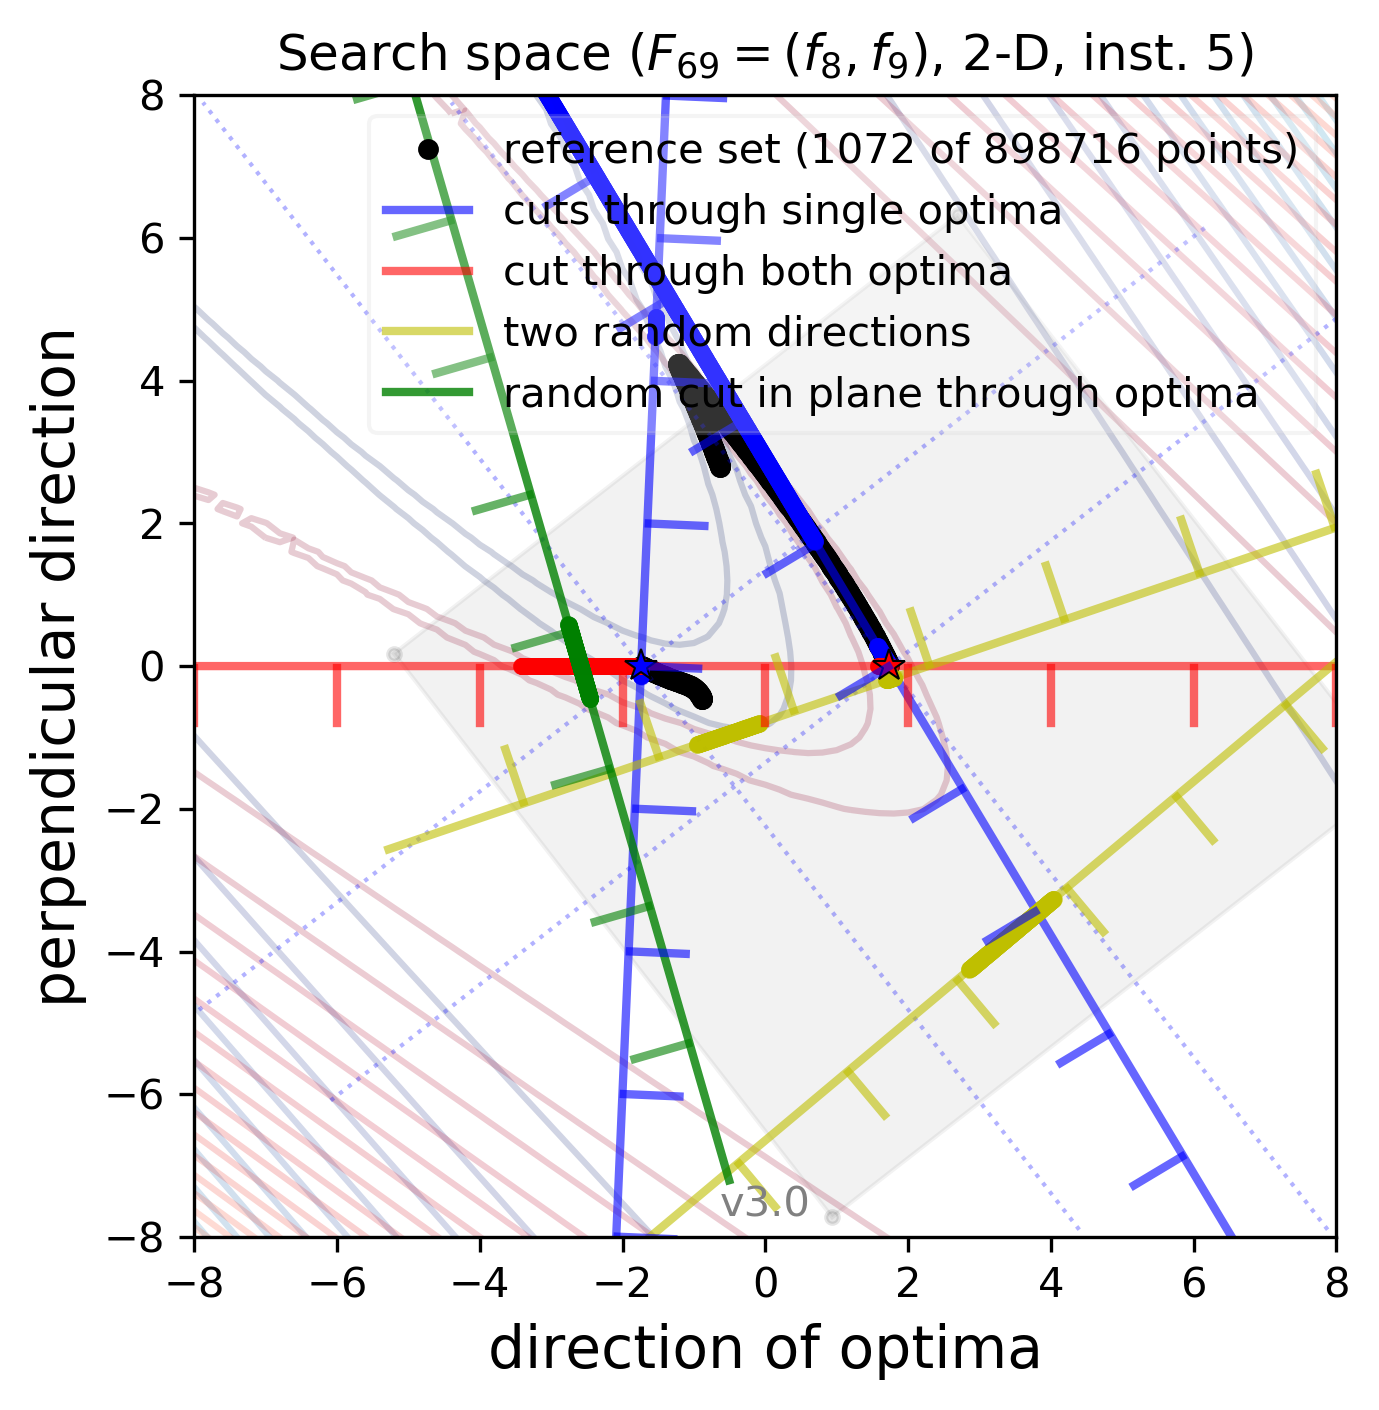 Search space (F₆₉ = (f₈, f₉), 2-D, inst. 5)
reference set (1072 of 898716 points)
cuts through single optima
cut through both optima
two random directions
random cut in plane through optima
8
6
4
2
0
−2
−4
−6
−8
perpendicular direction
v3.0
−8 −6 −4 −2 0 2 4 6 8
direction of optima